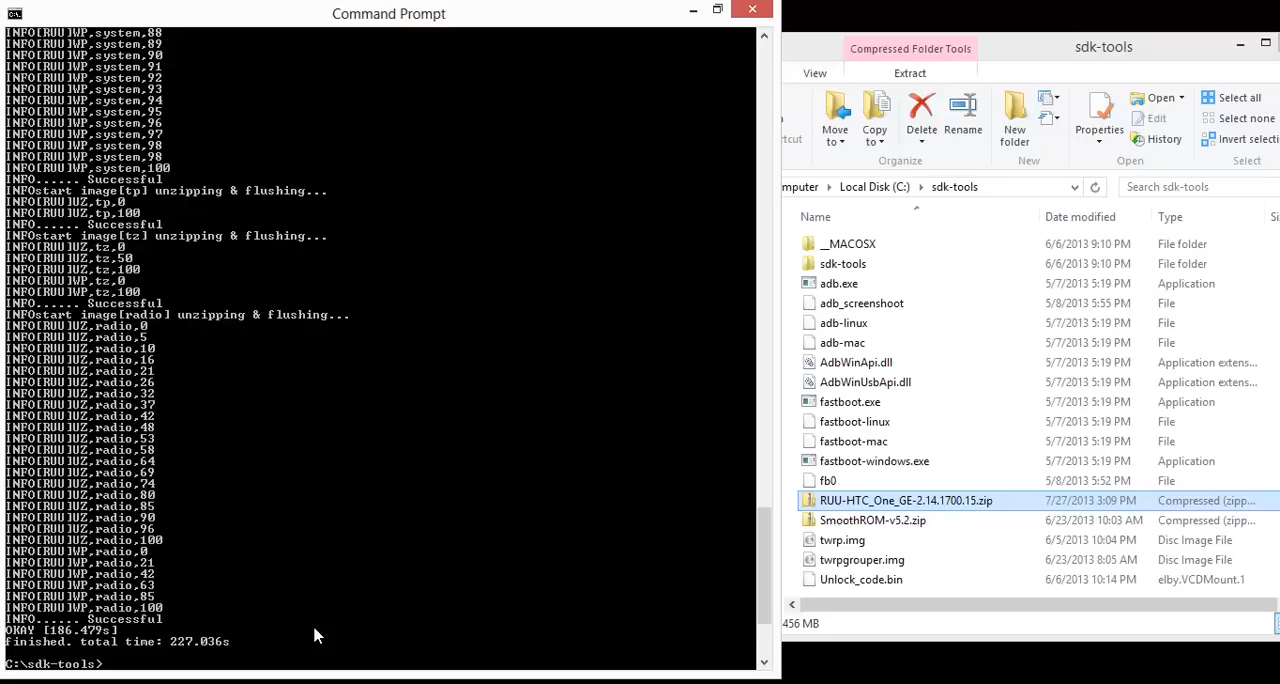 Command Prompt
INFO[RUU]WP,system,88
INFO[RUU]WP,system,89
INFO[RUU]WP,system,90
INFO[RUU]WP,system,91
INFO[RUU]WP,system,92
INFO[RUU]WP,system,93
INFO[RUU]WP,system,94
INFO[RUU]WP,system,95
INFO[RUU]WP,system,96
INFO[RUU]WP,system,97
INFO[RUU]WP,system,98
INFO[RUU]WP,system,98
INFO[RUU]WP,system,100
INFO...... Successful
INFOstart image[tp] unzipping & flushing...
INFO[RUU]UZ,tp,0
INFO[RUU]UZ,tp,100
INFO...... Successful
INFOstart image[tz] unzipping & flushing...
INFO[RUU]UZ,tz,0
INFO[RUU]UZ,tz,50
INFO[RUU]UZ,tz,100
INFO[RUU]WP,tz,0
INFO[RUU]WP,tz,100
INFO...... Successful
INFOstart image[radio] unzipping & flushing...
INFO[RUU]UZ,radio,0
INFO[RUU]UZ,radio,5
INFO[RUU]UZ,radio,10
INFO[RUU]UZ,radio,16
INFO[RUU]UZ,radio,21
INFO[RUU]UZ,radio,26
INFO[RUU]UZ,radio,32
INFO[RUU]UZ,radio,37
INFO[RUU]UZ,radio,42
INFO[RUU]UZ,radio,48
INFO[RUU]UZ,radio,53
INFO[RUU]UZ,radio,58
INFO[RUU]UZ,radio,64
INFO[RUU]UZ,radio,69
INFO[RUU]UZ,radio,74
INFO[RUU]UZ,radio,80
INFO[RUU]UZ,radio,85
INFO[RUU]UZ,radio,90
INFO[RUU]UZ,radio,96
INFO[RUU]UZ,radio,100
INFO[RUU]WP,radio,0
INFO[RUU]WP,radio,21
INFO[RUU]WP,radio,42
INFO[RUU]WP,radio,63
INFO[RUU]WP,radio,85
INFO[RUU]WP,radio,100
INFO...... Successful
OKAY [186.479s]
finished. total time: 227.036s
C:\sdk-tools>
Compressed Folder Tools
sdk-tools
View Extract
Open Select all
Edit Select none
History Invert selecti
rtcut Move to Copy to Delete Rename New folder Properties
Organize New Open Select
mputer Local Disk (C:) sdk-tools Search sdk-tools
Name Date modified Type Si
__MACOSX 6/6/2013 9:10 PM File folder
sdk-tools 6/6/2013 9:10 PM File folder
adb.exe 5/7/2013 5:19 PM Application
adb_screenshoot 5/8/2013 5:55 PM File
adb-linux 5/7/2013 5:19 PM File
adb-mac 5/7/2013 5:19 PM File
AdbWinApi.dll 5/7/2013 5:19 PM Application extens...
AdbWinUsbApi.dll 5/7/2013 5:19 PM Application extens...
fastboot.exe 5/7/2013 5:19 PM Application
fastboot-linux 5/7/2013 5:19 PM File
fastboot-mac 5/7/2013 5:19 PM File
fastboot-windows.exe 5/7/2013 5:19 PM Application
fb0 5/8/2013 5:52 PM File
RUU-HTC_One_GE-2.14.1700.15.zip 7/27/2013 3:09 PM Compressed (zipp...
SmoothROM-v5.2.zip 6/23/2013 10:03 AM Compressed (zipp...
twrp.img 6/5/2013 10:04 PM Disc Image File
twrpgrouper.img 6/23/2013 8:05 AM Disc Image File
Unlock_code.bin 6/6/2013 10:14 PM elby.VCDMount.1
456 MB